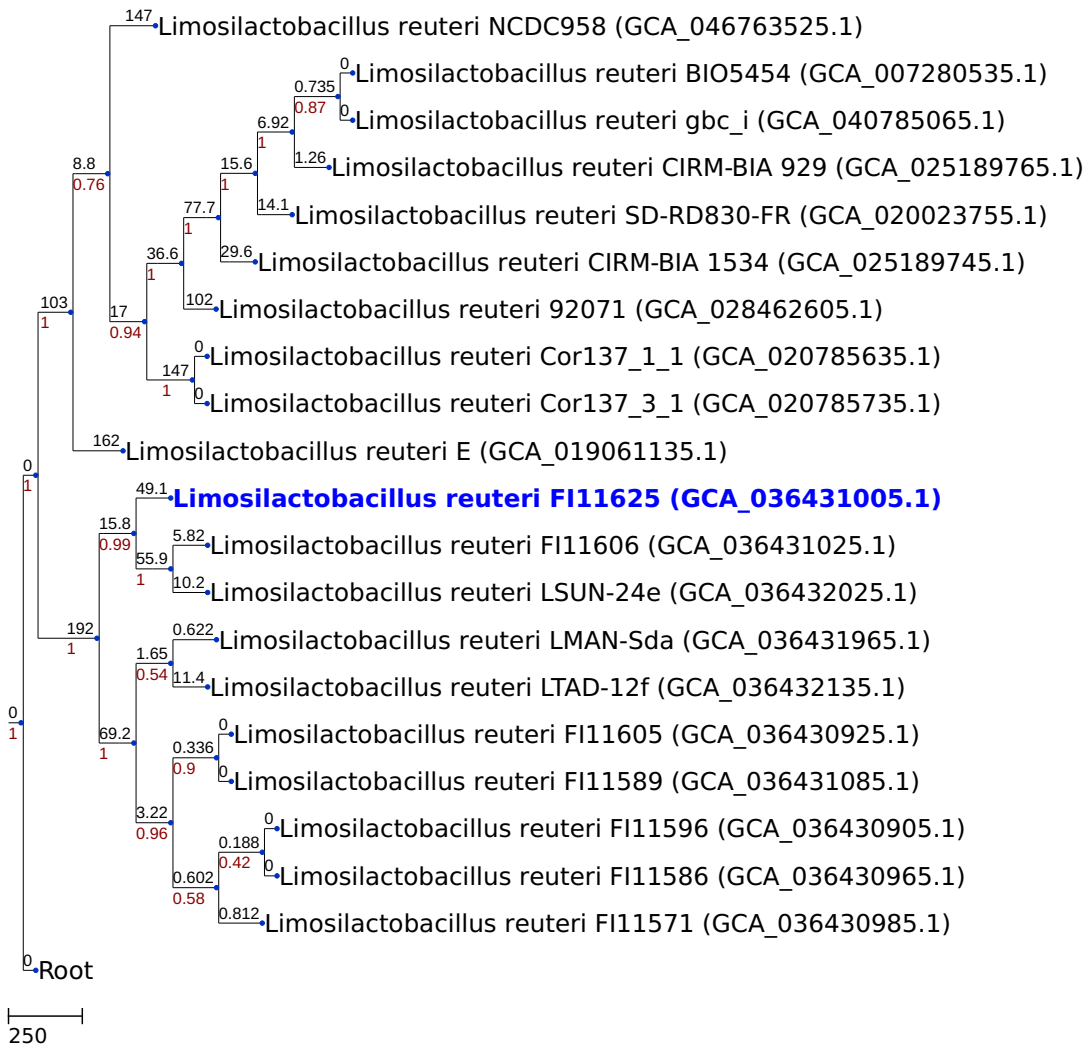 147
Limosilactobacillus reuteri NCDC958 (GCA_046763525.1)
0
Limosilactobacillus reuteri BIO5454 (GCA_007280535.1)
0.735
0.87
0
Limosilactobacillus reuteri gbc_i (GCA_040785065.1)
6.92
1
1.26
Limosilactobacillus reuteri CIRM-BIA 929 (GCA_025189765.1)
8.8
0.76
15.6
1
14.1
Limosilactobacillus reuteri SD-RD830-FR (GCA_020023755.1)
77.7
1
29.6
Limosilactobacillus reuteri CIRM-BIA 1534 (GCA_025189745.1)
36.6
1
102
Limosilactobacillus reuteri 92071 (GCA_028462605.1)
103
1
17
0.94
0
Limosilactobacillus reuteri Cor137_1_1 (GCA_020785635.1)
147
1
0
Limosilactobacillus reuteri Cor137_3_1 (GCA_020785735.1)
162
Limosilactobacillus reuteri E (GCA_019061135.1)
0
1
49.1
Limosilactobacillus reuteri FI11625 (GCA_036431005.1)
15.8
0.99
5.82
Limosilactobacillus reuteri FI11606 (GCA_036431025.1)
55.9
1
10.2
Limosilactobacillus reuteri LSUN-24e (GCA_036432025.1)
192
1
0.622
Limosilactobacillus reuteri LMAN-Sda (GCA_036431965.1)
1.65
0.54
11.4
Limosilactobacillus reuteri LTAD-12f (GCA_036432135.1)
0
1
69.2
1
0
Limosilactobacillus reuteri FI11605 (GCA_036430925.1)
0.336
0.9
0
Limosilactobacillus reuteri FI11589 (GCA_036431085.1)
3.22
0.96
0
Limosilactobacillus reuteri FI11596 (GCA_036430905.1)
0.188
0.42
0
Limosilactobacillus reuteri FI11586 (GCA_036430965.1)
0.602
0.58
0.812
Limosilactobacillus reuteri FI11571 (GCA_036430985.1)
0
Root
250